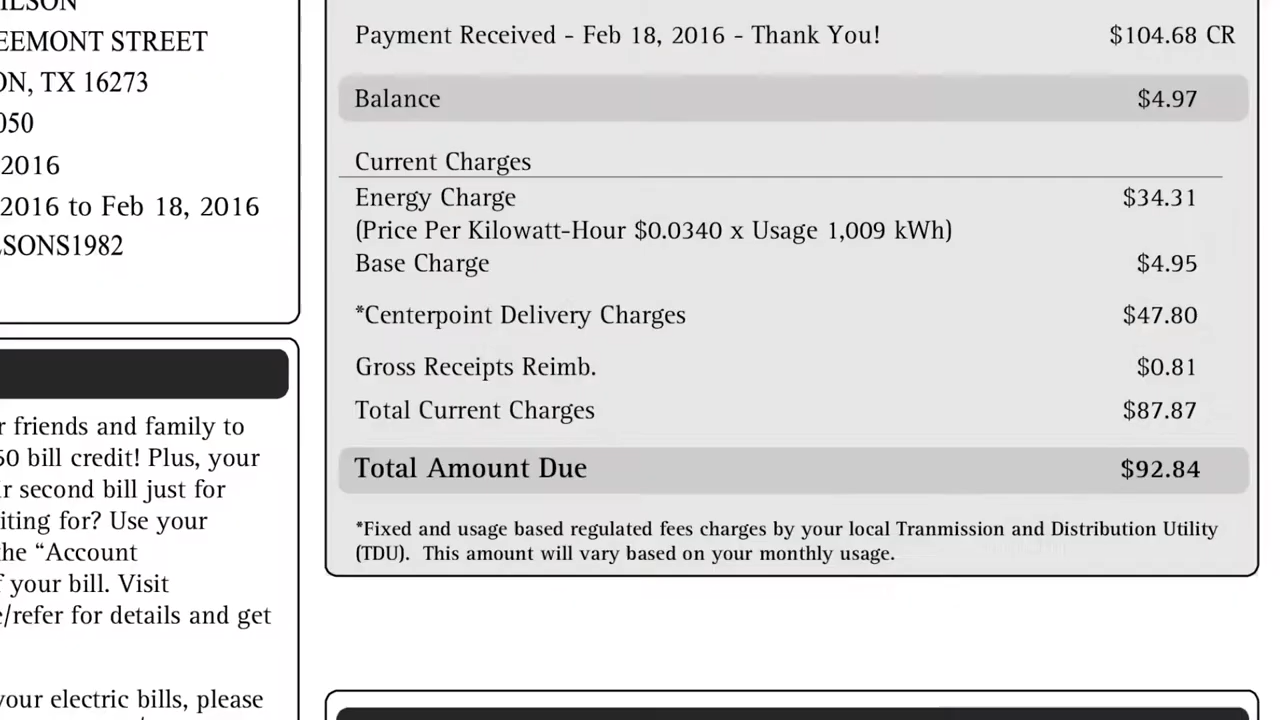 EEMONT STREET
ON, TX 16273
050
2016
2016 to Feb 18, 2016
LSONS1982
r friends and family to
50 bill credit! Plus, your
ir second bill just for
iting for? Use your
the “Account
f your bill. Visit
e/refer for details and get
your electric bills, please
Payment Received - Feb 18, 2016 - Thank You! $104.68 CR
Balance $4.97
Current Charges
Energy Charge $34.31
(Price Per Kilowatt-Hour $0.0340 x Usage 1,009 kWh)
Base Charge $4.95
*Centerpoint Delivery Charges $47.80
Gross Receipts Reimb. $0.81
Total Current Charges $87.87
Total Amount Due $92.84
*Fixed and usage based regulated fees charges by your local Tranmission and Distribution Utility
(TDU). This amount will vary based on your monthly usage.